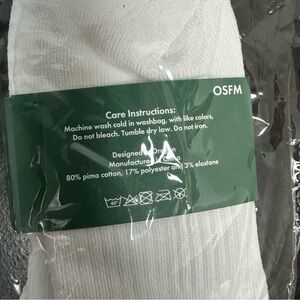 OSFM
Care Instructions:
Machine wash cold in washbag, with like colors,
Do not bleach. Tumble dry low. Do not iron.
Designed
Manufacture
80% pima cotton, 17% polyester and 3% elastane